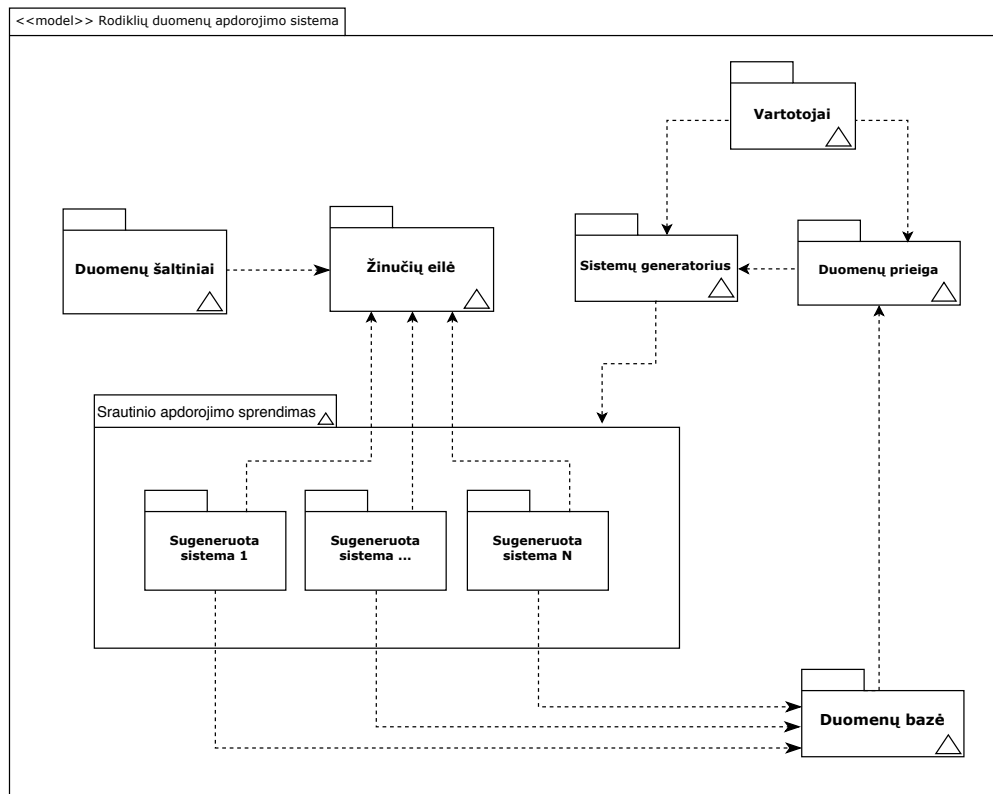 <<model>> Rodiklių duomenų apdorojimo sistema
Vartotojai
Duomenų šaltiniai
Žinučių eilė
Sistemų generatorius
Duomenų prieiga
Srautinio apdorojimo sprendimas
Sugeneruota
sistema 1
Sugeneruota
sistema ...
Sugeneruota
sistema N
Duomenų bazė